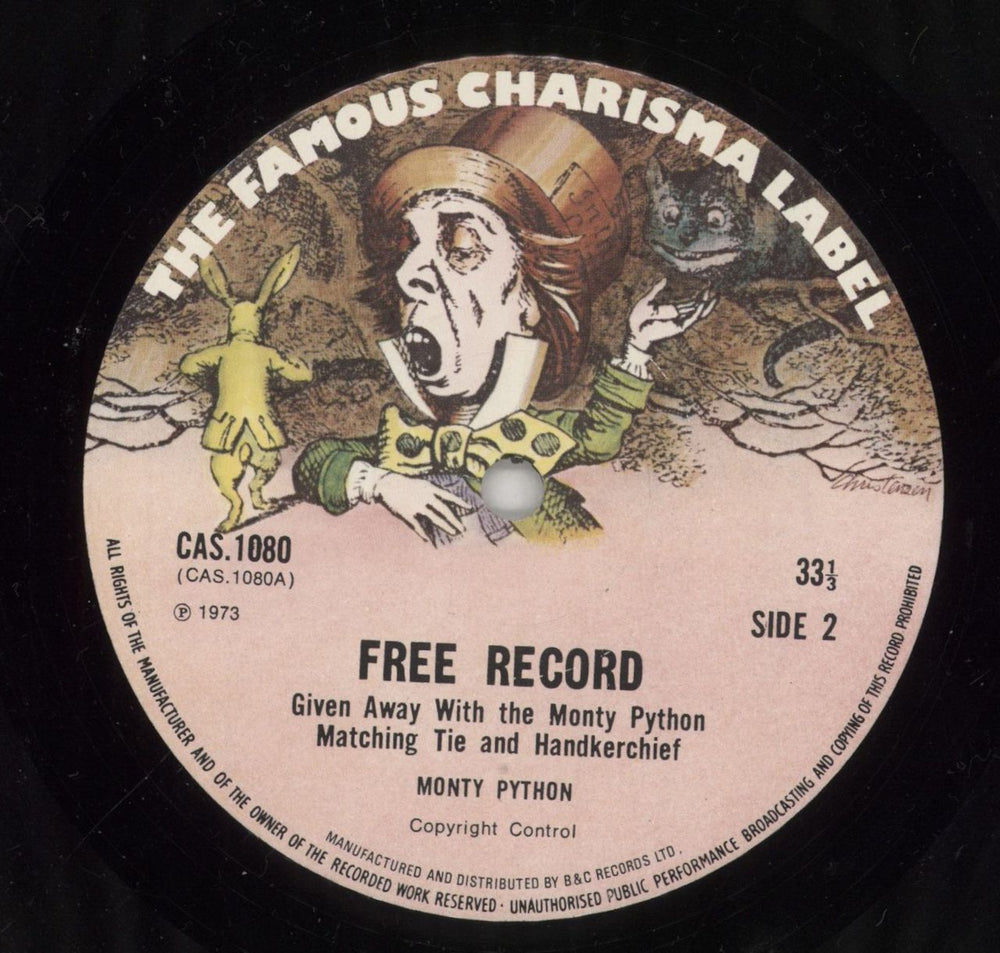 THE FAMOUS CHARISMA LABEL
Christensen
CAS.1080
(CAS.1080A)
Ⓟ 1973
33⅓
SIDE 2
FREE RECORD
Given Away With the Monty Python
Matching Tie and Handkerchief
MONTY PYTHON
Copyright Control
MANUFACTURED AND DISTRIBUTED BY B&C RECORDS LTD.
ALL RIGHTS OF THE MANUFACTURER AND OF THE OWNER OF THE RECORDED WORK RESERVED · UNAUTHORISED PUBLIC PERFORMANCE BROADCASTING AND COPYING OF THIS RECORD PROHIBITED